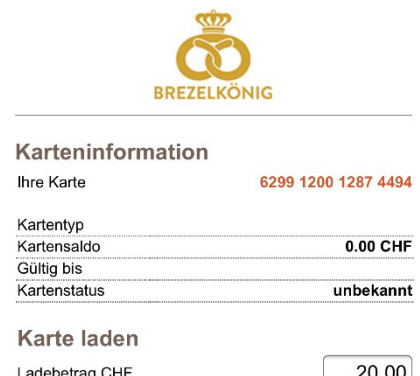 BREZELKÖNIG
Karteninformation
Ihre Karte 6299 1200 1287 4494
Kartentyp
Kartensaldo 0.00 CHF
Gültig bis
Kartenstatus unbekannt
Karte laden
Ladebetrag CHF 20.00